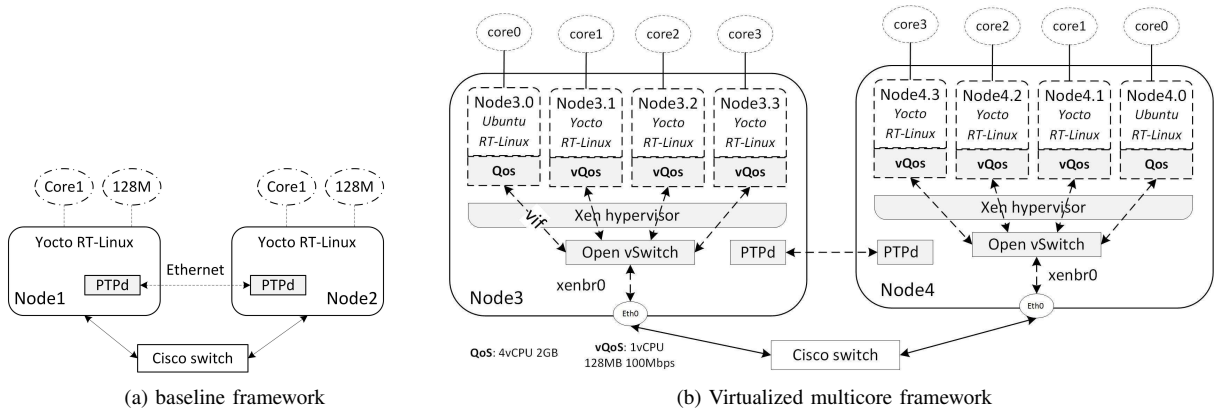 Core1 128M
Core1 128M
Yocto RT-Linux
PTPd
Node1
Ethernet
Yocto RT-Linux
PTPd
Node2
Cisco switch
(a) baseline framework
core0 core1 core2 core3
Node3.0 Node3.1 Node3.2 Node3.3
Ubuntu Yocto Yocto Yocto
RT-Linux RT-Linux RT-Linux RT-Linux
Qos vQos vQos vQos
vif
Xen hypervisor
Open vSwitch
PTPd
xenbr0
Node3
Eth0
core3 core2 core1 core0
Node4.3 Node4.2 Node4.1 Node4.0
Yocto Yocto Yocto Ubuntu
RT-Linux RT-Linux RT-Linux RT-Linux
vQos vQos vQos Qos
Xen hypervisor
Open vSwitch
PTPd
xenbr0
Node4
Eth0
QoS: 4vCPU 2GB
vQoS: 1vCPU
128MB 100Mbps
Cisco switch
(b) Virtualized multicore framework